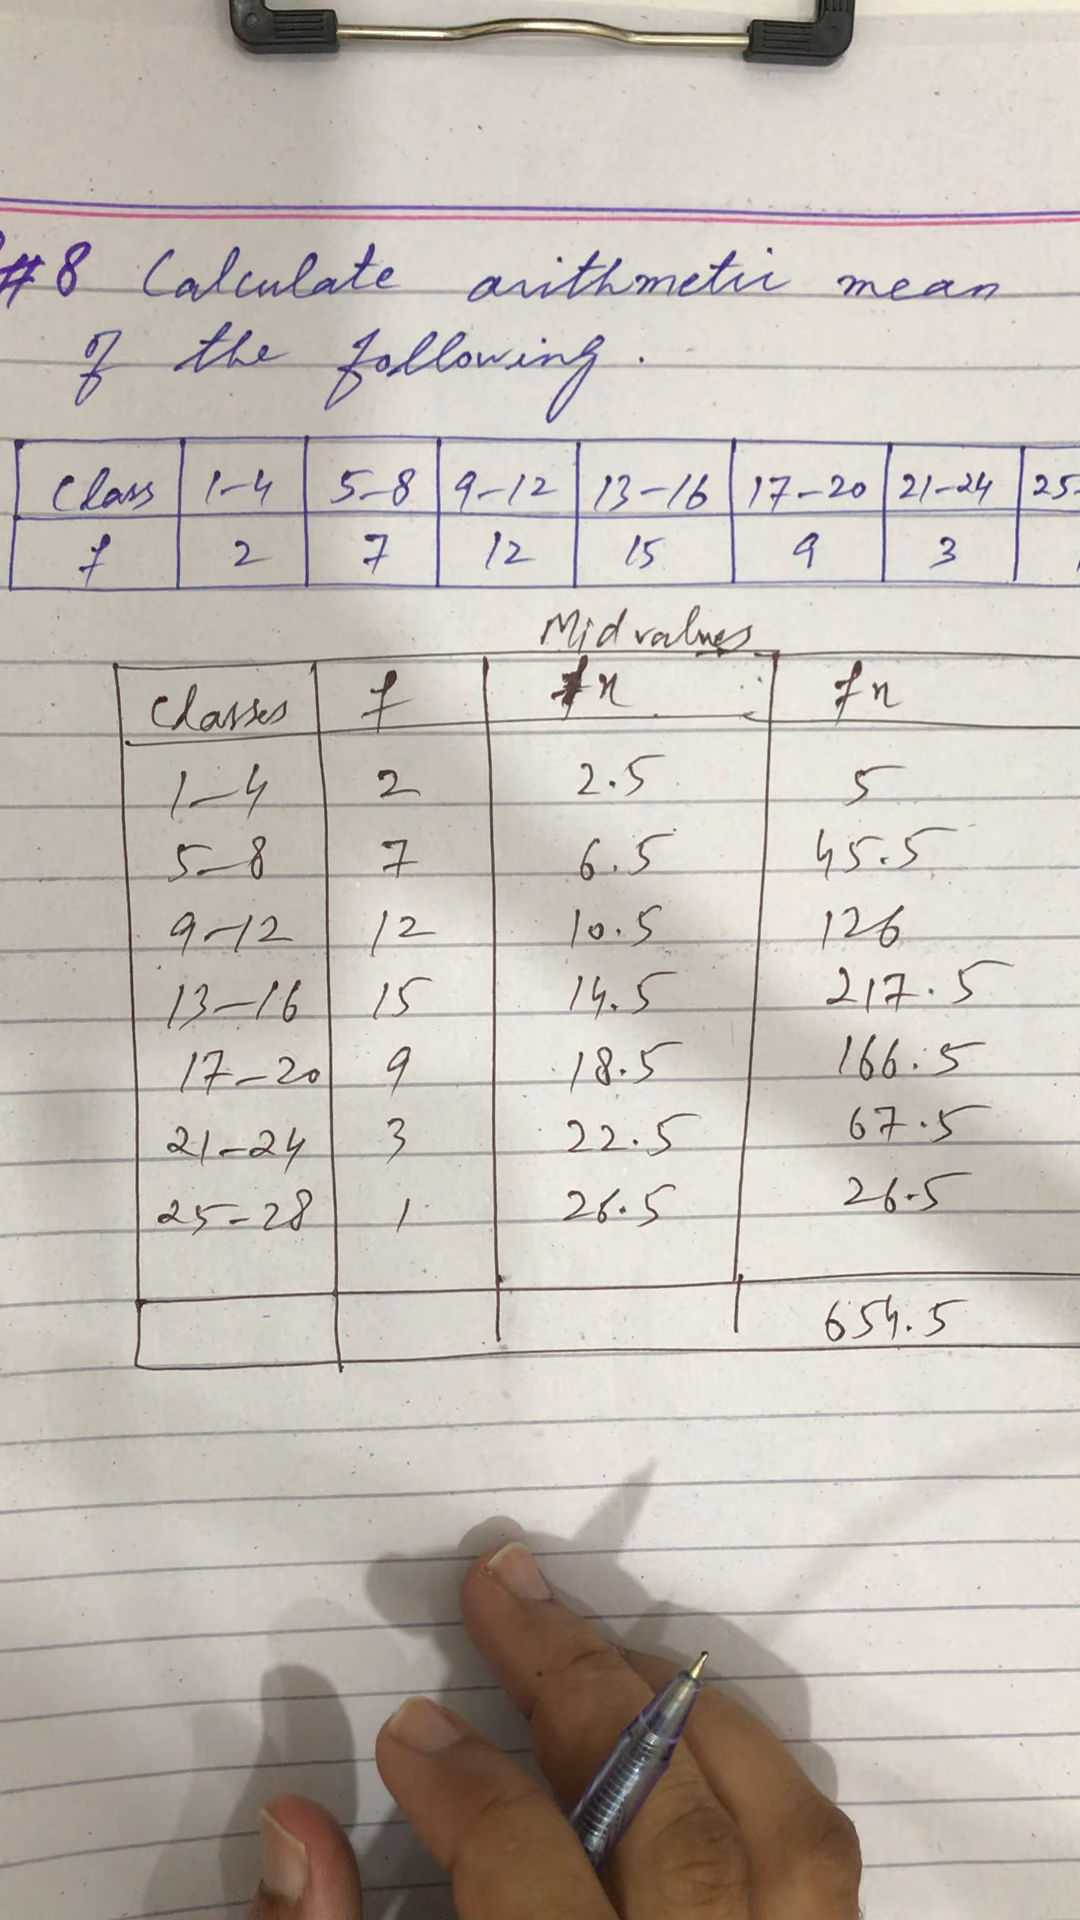 #8 Calculate arithmetic mean
of the following.
Class 1-4 5-8 9-12 13-16 17-20 21-24 25-
f 2 7 12 15 9 3
Mid values
Classes f x fx
1-4 2 2.5 5
5-8 7 6.5 45.5
9-12 12 10.5 126
13-16 15 14.5 217.5
17-20 9 18.5 166.5
21-24 3 22.5 67.5
25-28 1 26.5 26.5
654.5